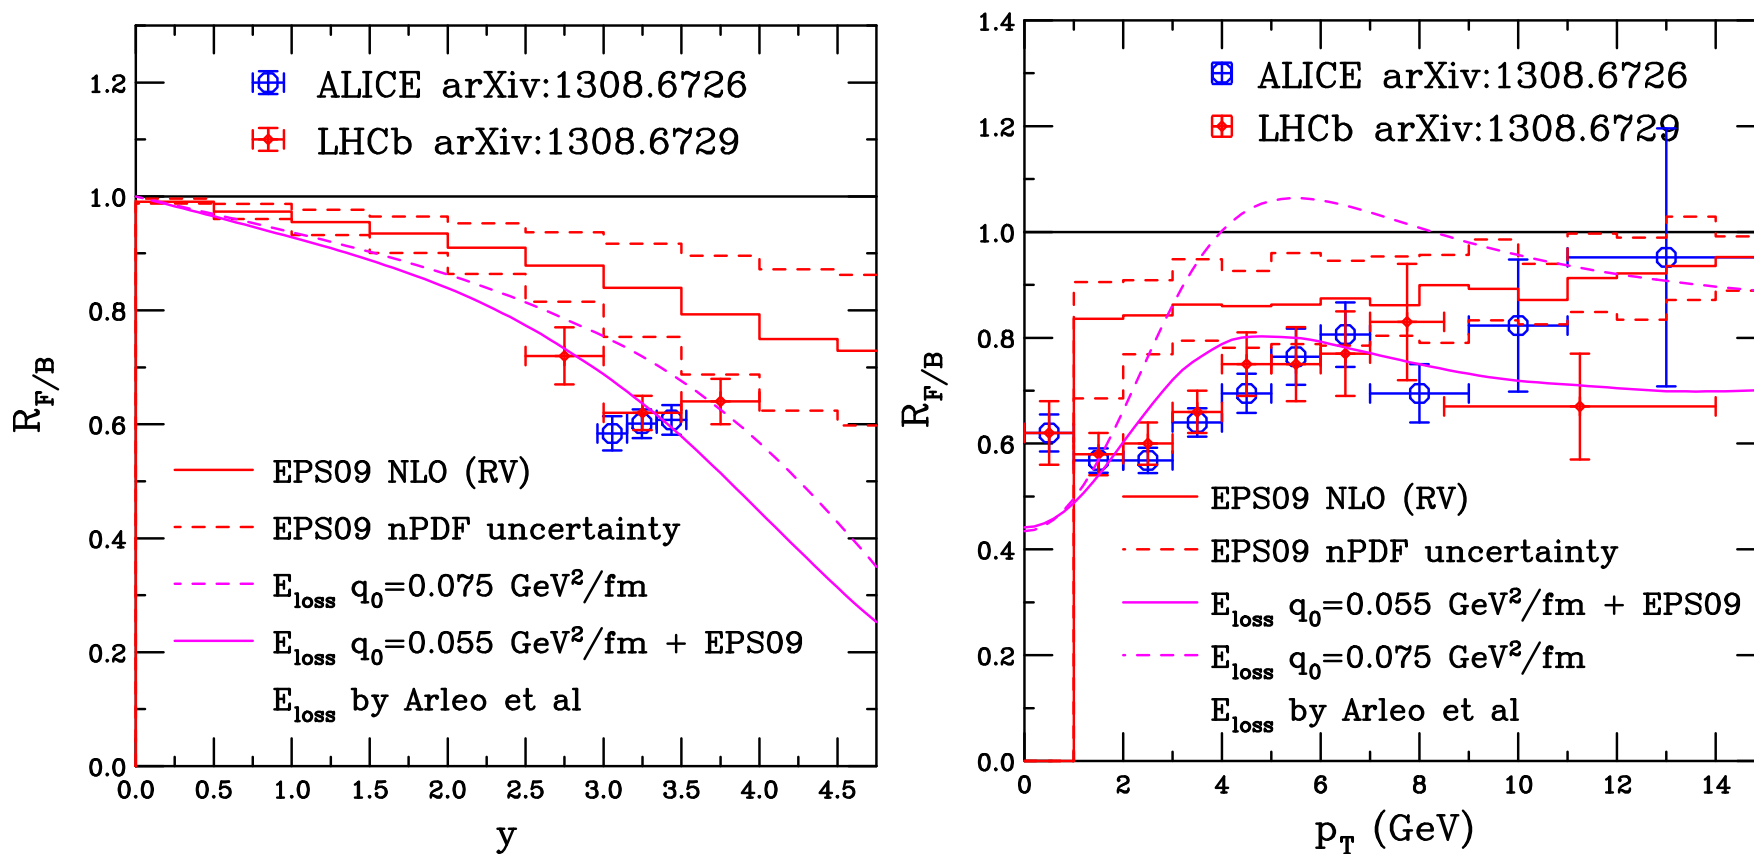 ALICE arXiv:1308.6726
LHCb arXiv:1308.6729
1.2
1.0
0.8
0.6
0.4
0.2
0.0
R_F/B
EPS09 NLO (RV)
EPS09 nPDF uncertainty
E_loss q_0=0.075 GeV²/fm
E_loss q_0=0.055 GeV²/fm + EPS09
E_loss by Arleo et al
0.0 0.5 1.0 1.5 2.0 2.5 3.0 3.5 4.0 4.5
y
1.4
1.2
1.0
0.8
0.6
0.4
0.2
0.0
R_F/B
ALICE arXiv:1308.6726
LHCb arXiv:1308.6729
EPS09 NLO (RV)
EPS09 nPDF uncertainty
E_loss q_0=0.055 GeV²/fm + EPS09
E_loss q_0=0.075 GeV²/fm
E_loss by Arleo et al
0 2 4 6 8 10 12 14
p_T (GeV)